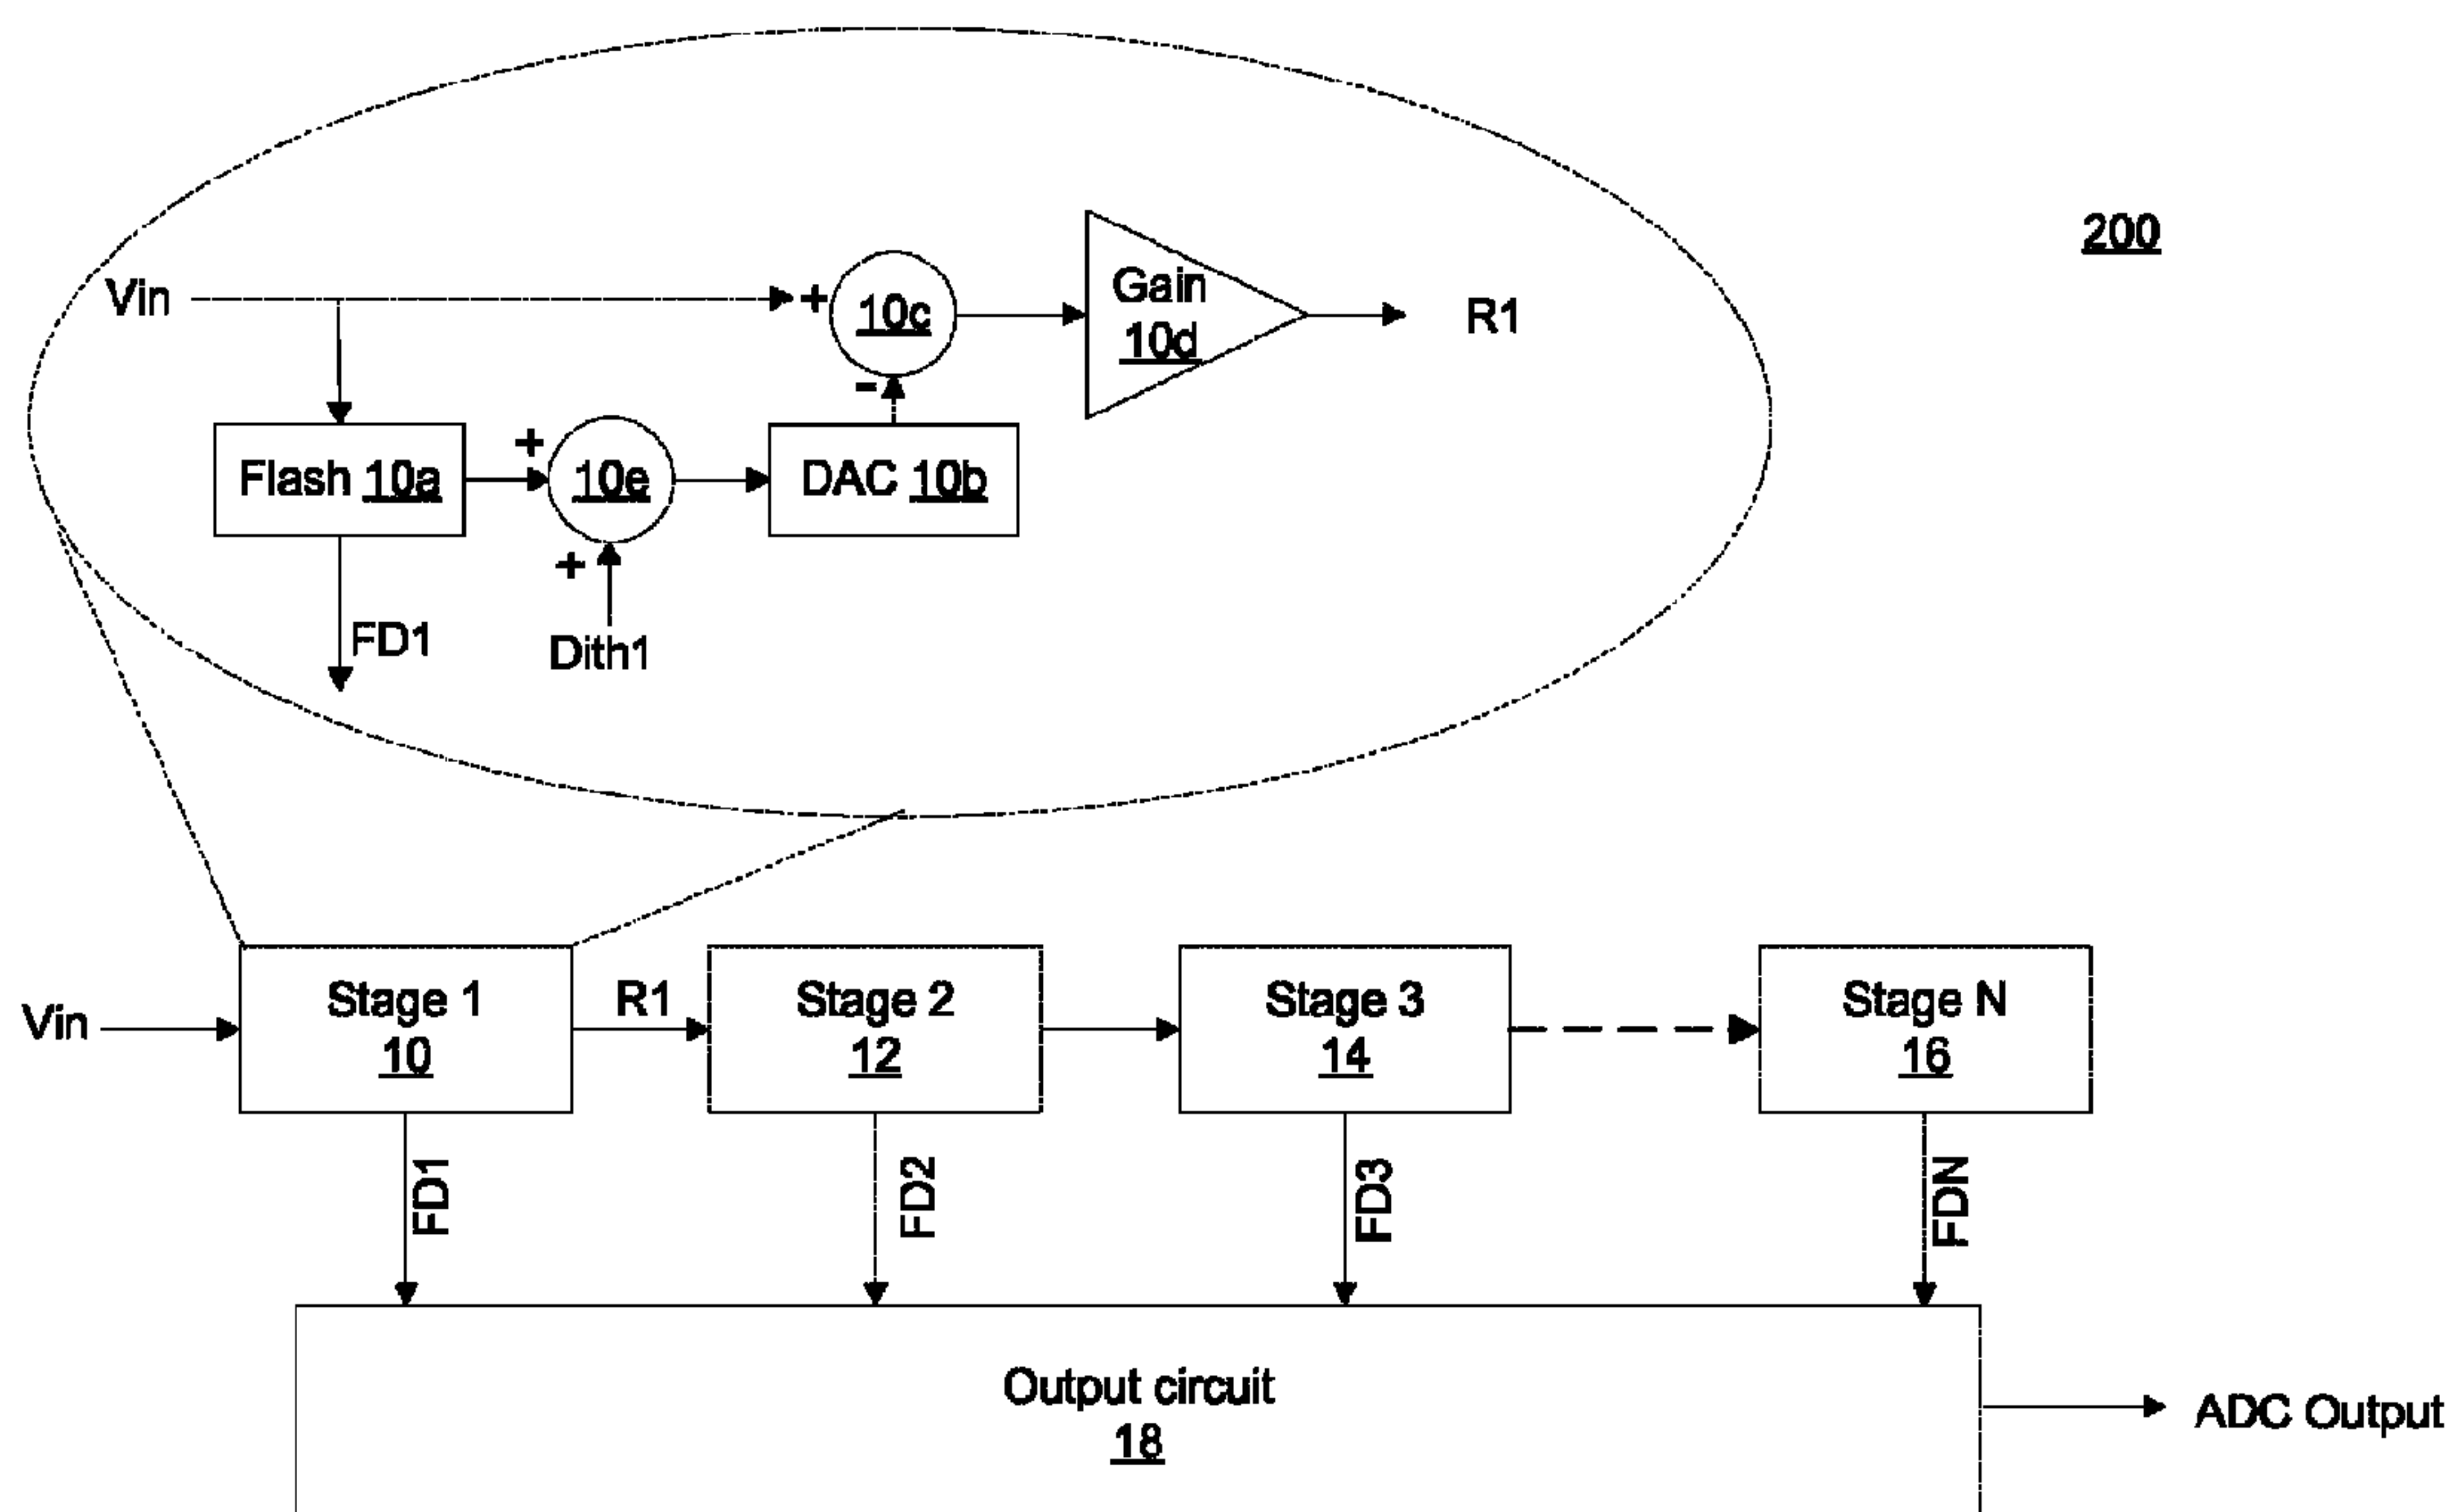 200
Vin
+
10c
-
Gain
10d
R1
Flash 10a
+
10e
+
DAC 10b
FD1
Dith1
Vin
Stage 1
10
R1
Stage 2
12
Stage 3
14
Stage N
16
FD1
FD2
FD3
FDN
Output circuit
18
ADC Output